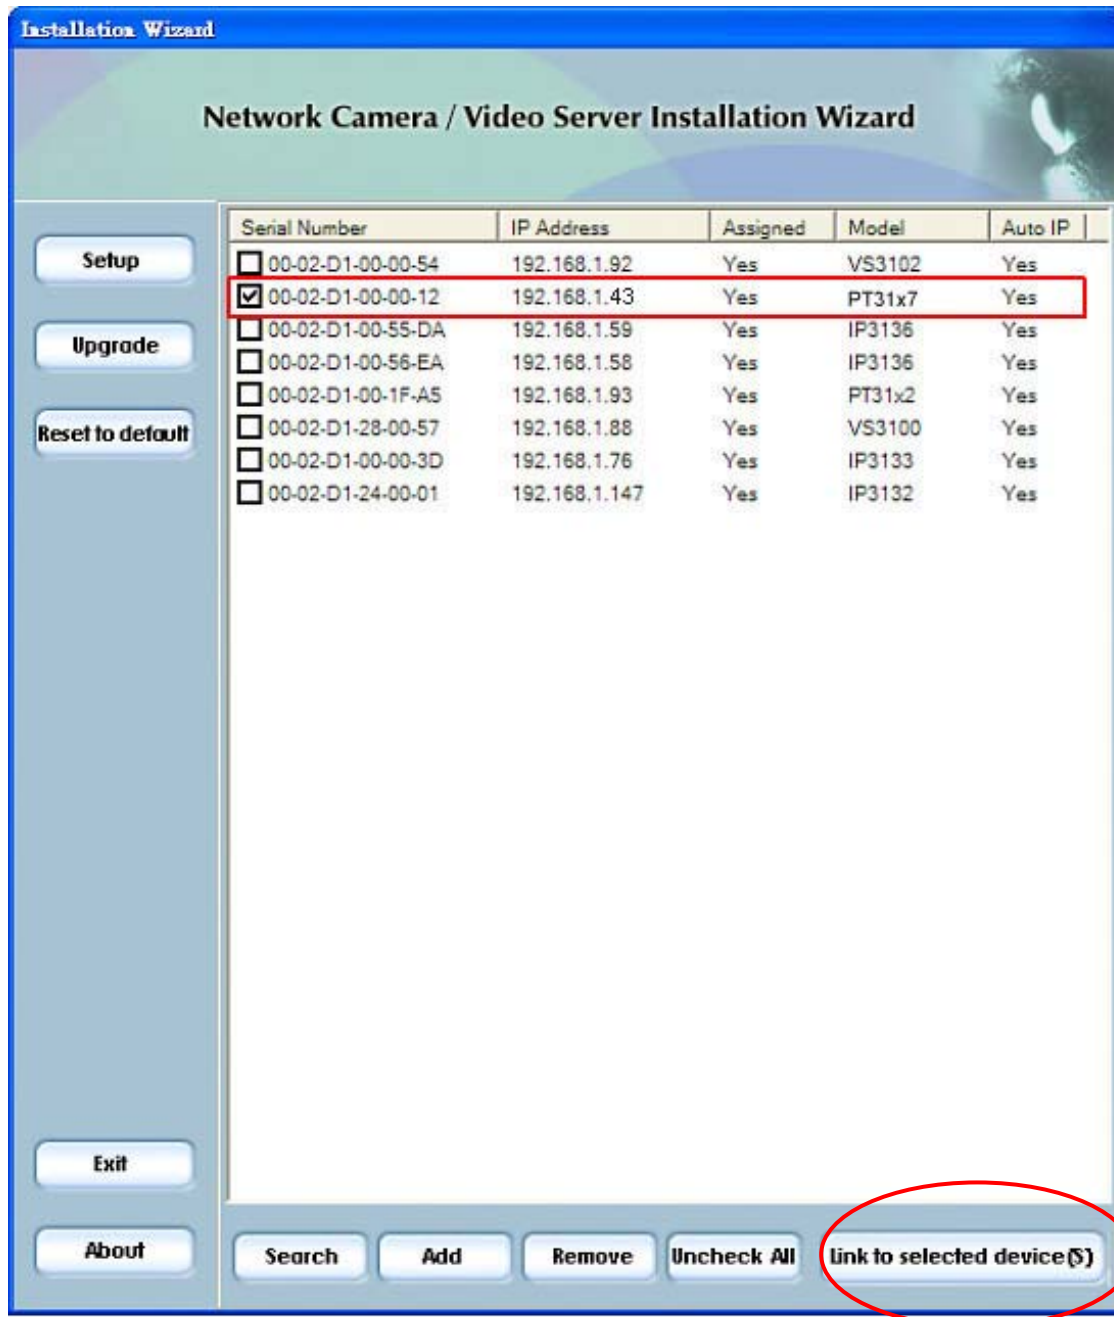 Installation Wizard
Network Camera / Video Server Installation Wizard
Serial Number IP Address Assigned Model Auto IP
00-02-D1-00-00-54 192.168.1.92 Yes VS3102 Yes
00-02-D1-00-00-12 192.168.1.43 Yes PT31x7 Yes
00-02-D1-00-55-DA 192.168.1.59 Yes IP3136 Yes
00-02-D1-00-56-EA 192.168.1.58 Yes IP3136 Yes
00-02-D1-00-1F-A5 192.168.1.93 Yes PT31x2 Yes
00-02-D1-28-00-57 192.168.1.88 Yes VS3100 Yes
00-02-D1-00-00-3D 192.168.1.76 Yes IP3133 Yes
00-02-D1-24-00-01 192.168.1.147 Yes IP3132 Yes
Setup
Upgrade
Reset to default
Exit
About
Search Add Remove Uncheck All Link to selected device(S)